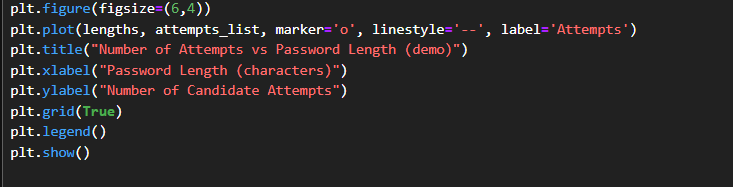 plt.figure(figsize=(6,4))
plt.plot(lengths, attempts_list, marker='o', linestyle='--', label='Attempts')
plt.title("Number of Attempts vs Password Length (demo)")
plt.xlabel("Password Length (characters)")
plt.ylabel("Number of Candidate Attempts")
plt.grid(True)
plt.legend()
plt.show()